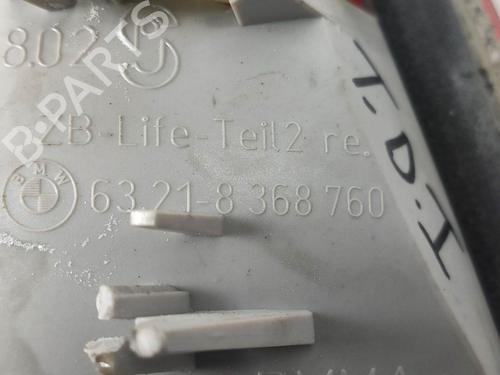 8.02
B-PARTS
ZB-Life-Teil2 re.
BMW 63.21-8 368 760
T.D.I